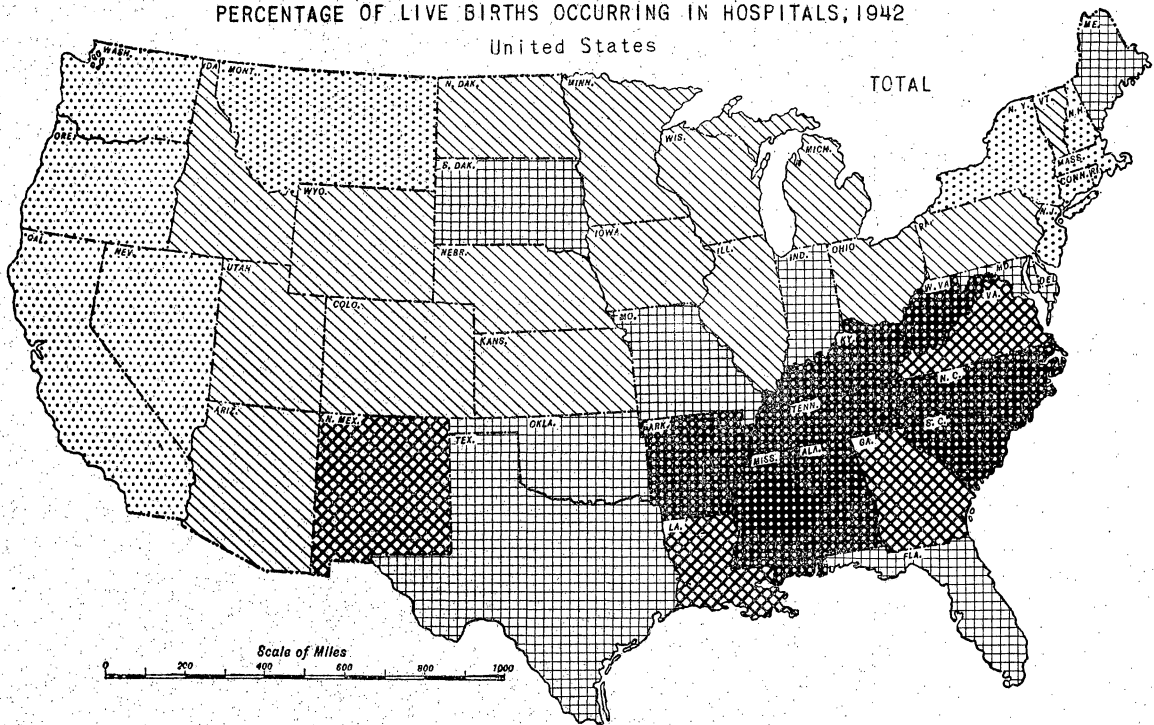 PERCENTAGE OF LIVE BIRTHS OCCURRING IN HOSPITALS, 1942
United States
TOTAL
WASH.
ORE.
CAL.
NEV.
IDA.
MONT.
WYO.
UTAH
COLO.
ARIZ.
N. MEX.
N. DAK.
S. DAK.
NEBR.
KANS.
OKLA.
TEX.
MINN.
IOWA
MO.
ARK.
LA.
WIS.
ILL.
MICH.
IND.
OHIO
KY.
TENN.
MISS.
ALA.
GA.
FLA.
S. C.
N. C.
VA.
W. VA.
MD.
DEL.
PA.
N. J.
N. Y.
CONN.
R.I.
MASS.
VT.
N.H.
ME.
Scale of Miles
0 200 400 600 800 1000